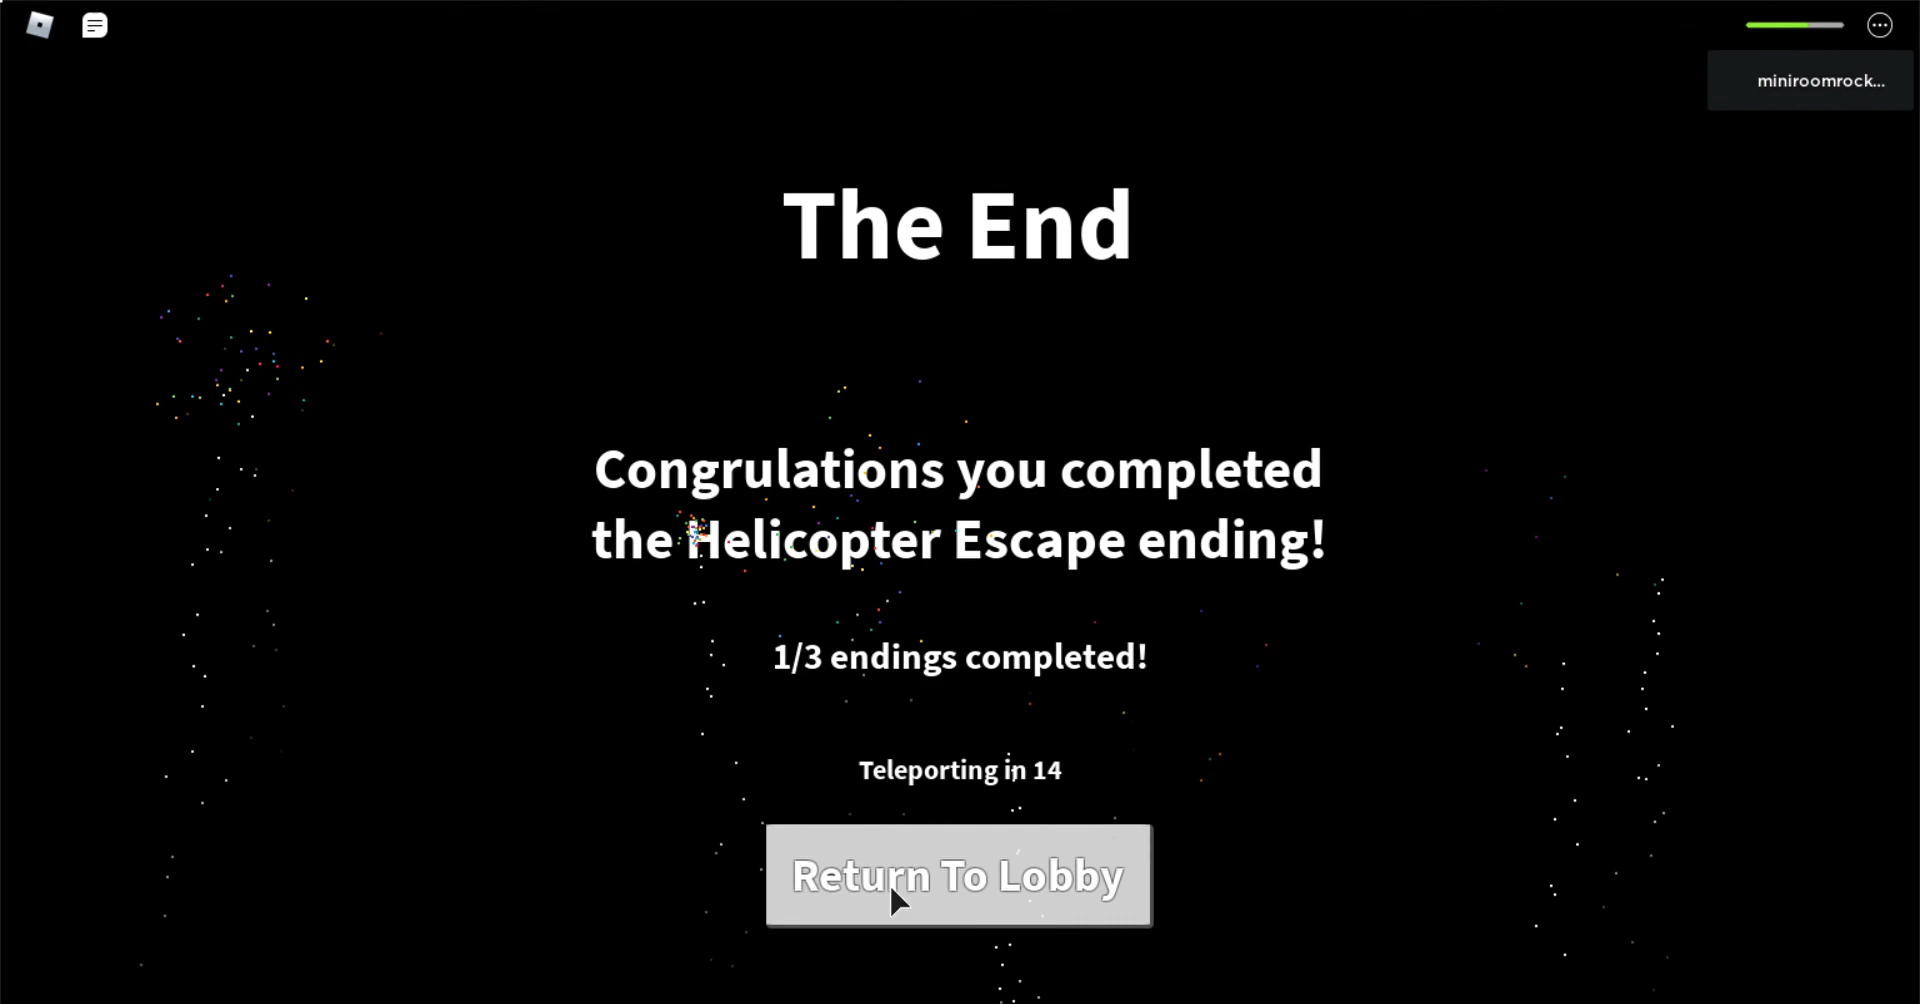 miniroomrock...
The End
Congrulations you completed
the Helicopter Escape ending!
1/3 endings completed!
Teleporting in 14
Return To Lobby